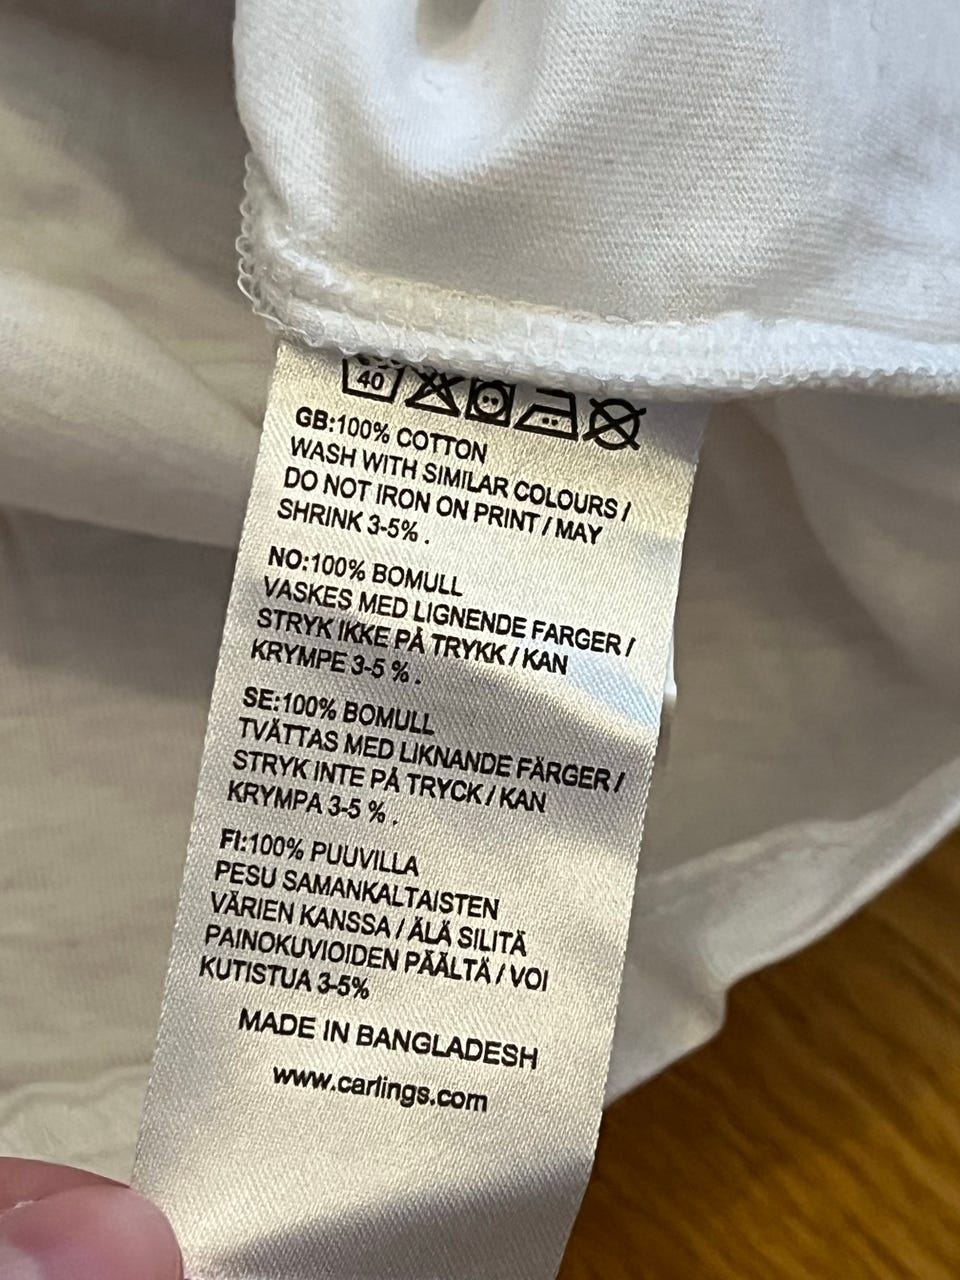 40
GB:100% COTTON
WASH WITH SIMILAR COLOURS /
DO NOT IRON ON PRINT / MAY
SHRINK 3-5% .
NO:100% BOMULL
VASKES MED LIGNENDE FARGER /
STRYK IKKE PÅ TRYKK / KAN
KRYMPE 3-5 % .
SE:100% BOMULL
TVÄTTAS MED LIKNANDE FÄRGER /
STRYK INTE PÅ TRYCK / KAN
KRYMPA 3-5 % .
FI:100% PUUVILLA
PESU SAMANKALTAISTEN
VÄRIEN KANSSA / ÄLÄ SILITÄ
PAINOKUVIOIDEN PÄÄLTÄ / VOI
KUTISTUA 3-5%
MADE IN BANGLADESH
www.carlings.com